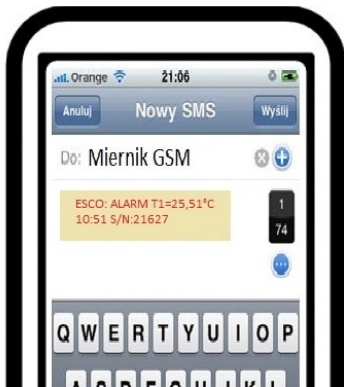 Orange 21:06
Anuluj Nowy SMS Wyślij
Do: Miernik GSM
ESCO: ALARM T1=25,51°C
10:51 S/N:21627
1
74
Q W E R T Y U I O P
A S D F G H J K L